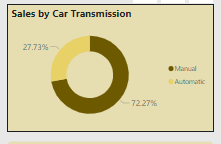 Sales by Car Transmission
27.73%
Manual
Automatic
72.27%